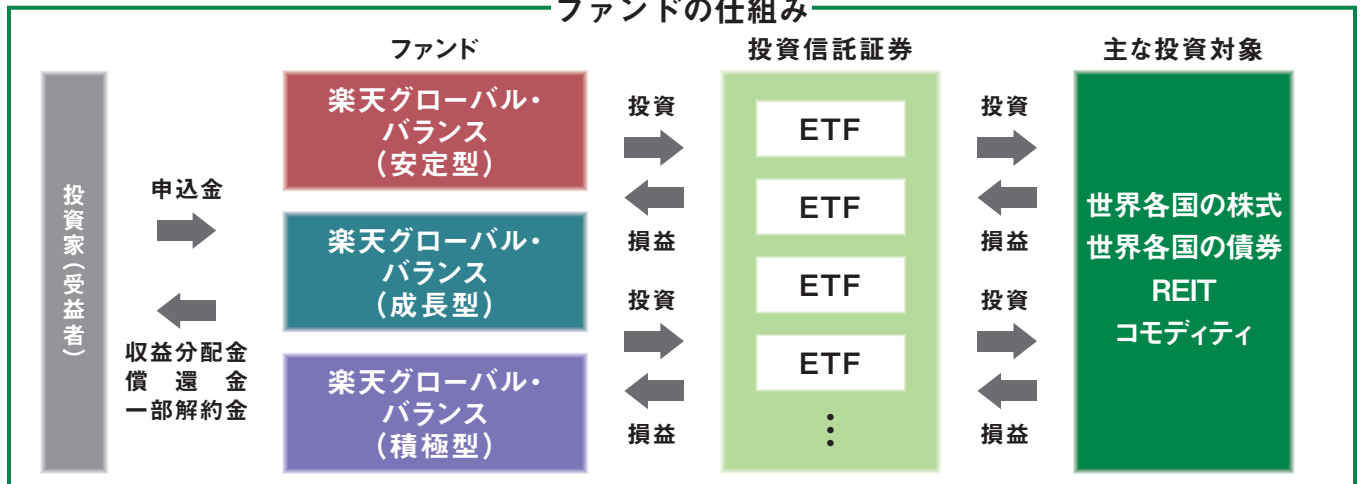 ファンドの仕組み
ファンド
投資信託証券
主な投資対象
投資家(受益者)
申込金
収益分配金
償還金
一部解約金
楽天グローバル・
バランス
(安定型)
楽天グローバル・
バランス
(成長型)
楽天グローバル・
バランス
(積極型)
投資
損益
投資
損益
ETF
ETF
ETF
ETF
⋮
投資
損益
投資
損益
世界各国の株式
世界各国の債券
REIT
コモディティ